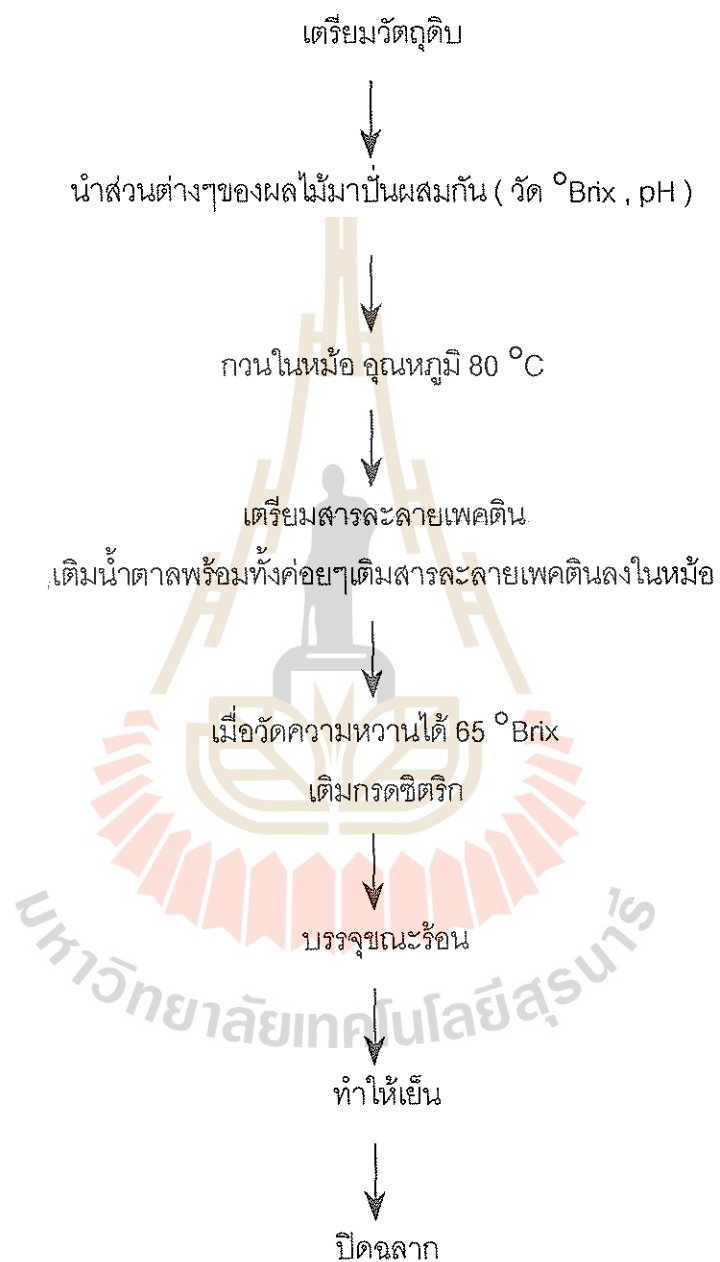 เตรียมวัตถุดิบ
นำส่วนต่างๆของผลไม้มาปั่นผสมกัน ( วัด °Brix , pH )
กวนในหม้อ อุณหภูมิ 80 °C
เตรียมสารละลายเพคติน
เติมน้ำตาลพร้อมทั้งค่อยๆเติมสารละลายเพคตินลงในหม้อ
เมื่อวัดความหวานได้ 65 °Brix
เติมกรดซิตริก
บรรจุขณะร้อน
มหาวิทยาลัยเทคโนโลยีสุรนารี
ทำให้เย็น
ปิดฉลาก